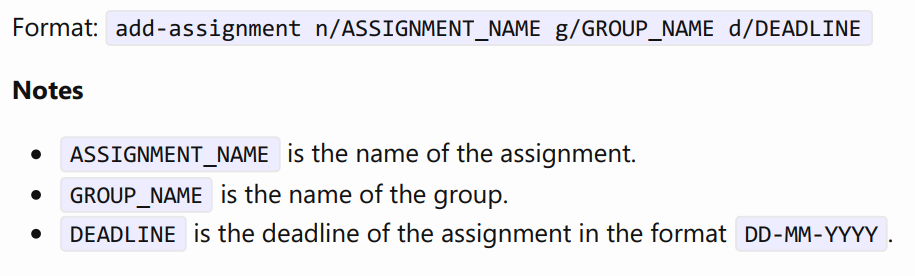 Format: add-assignment n/ASSIGNMENT_NAME g/GROUP_NAME d/DEADLINE
Notes
• ASSIGNMENT_NAME is the name of the assignment.
• GROUP_NAME is the name of the group.
• DEADLINE is the deadline of the assignment in the format DD-MM-YYYY.